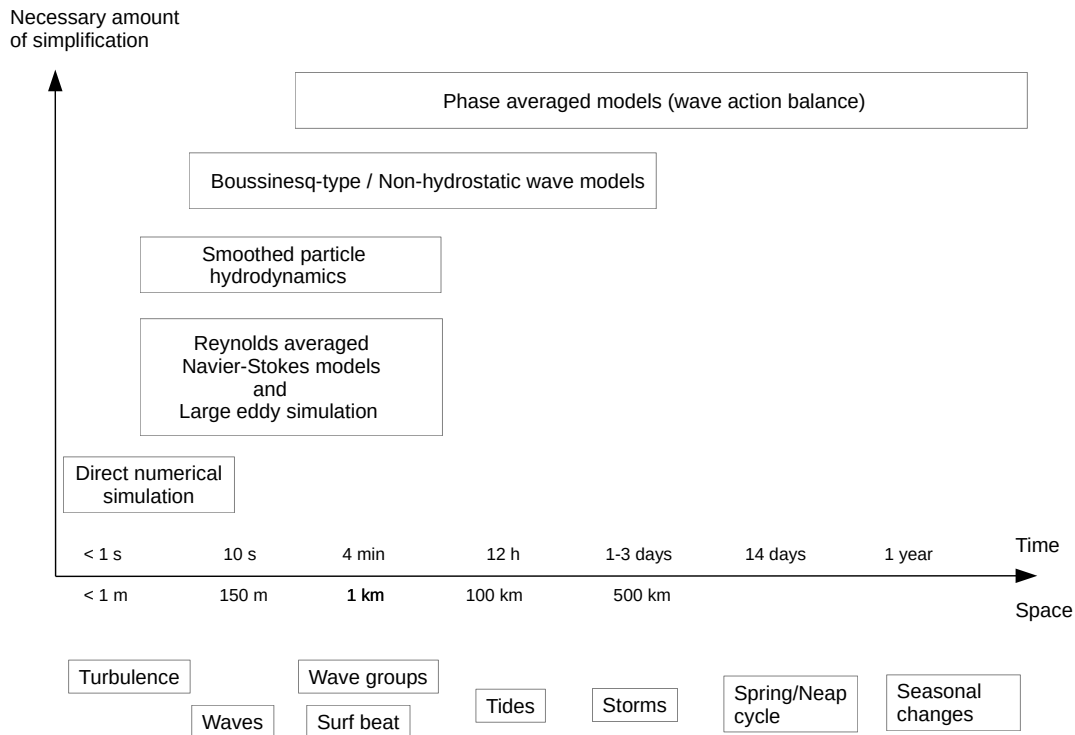 Necessary amount
of simplification
Phase averaged models (wave action balance)
Boussinesq-type / Non-hydrostatic wave models
Smoothed particle
hydrodynamics
Reynolds averaged
Navier-Stokes models
and
Large eddy simulation
Direct numerical
simulation
< 1 s 10 s 4 min 12 h 1-3 days 14 days 1 year Time
< 1 m 150 m 1 km 100 km 500 km Space
Turbulence Wave groups
Waves Surf beat Tides Storms
Spring/Neap
cycle
Seasonal
changes